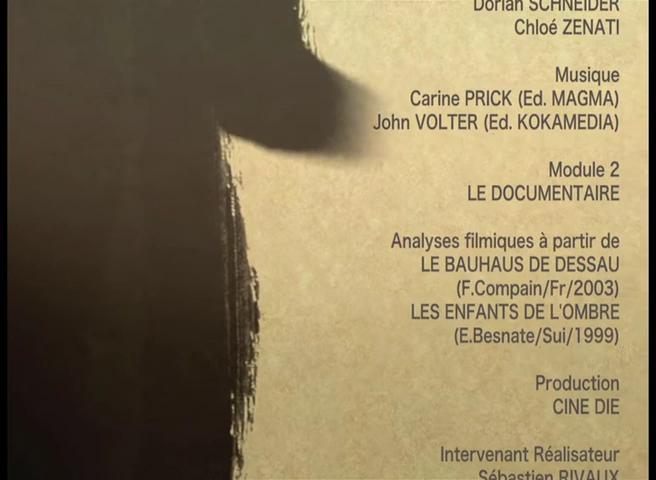 Dorian SCHNEIDER
Chloé ZENATI
Musique
Carine PRICK (Ed. MAGMA)
John VOLTER (Ed. KOKAMEDIA)
Module 2
LE DOCUMENTAIRE
Analyses filmiques à partir de
LE BAUHAUS DE DESSAU
(F.Compain/Fr/2003)
LES ENFANTS DE L'OMBRE
(E.Besnate/Sui/1999)
Production
CINE DIE
Intervenant Réalisateur
Sébastien RIVAUX